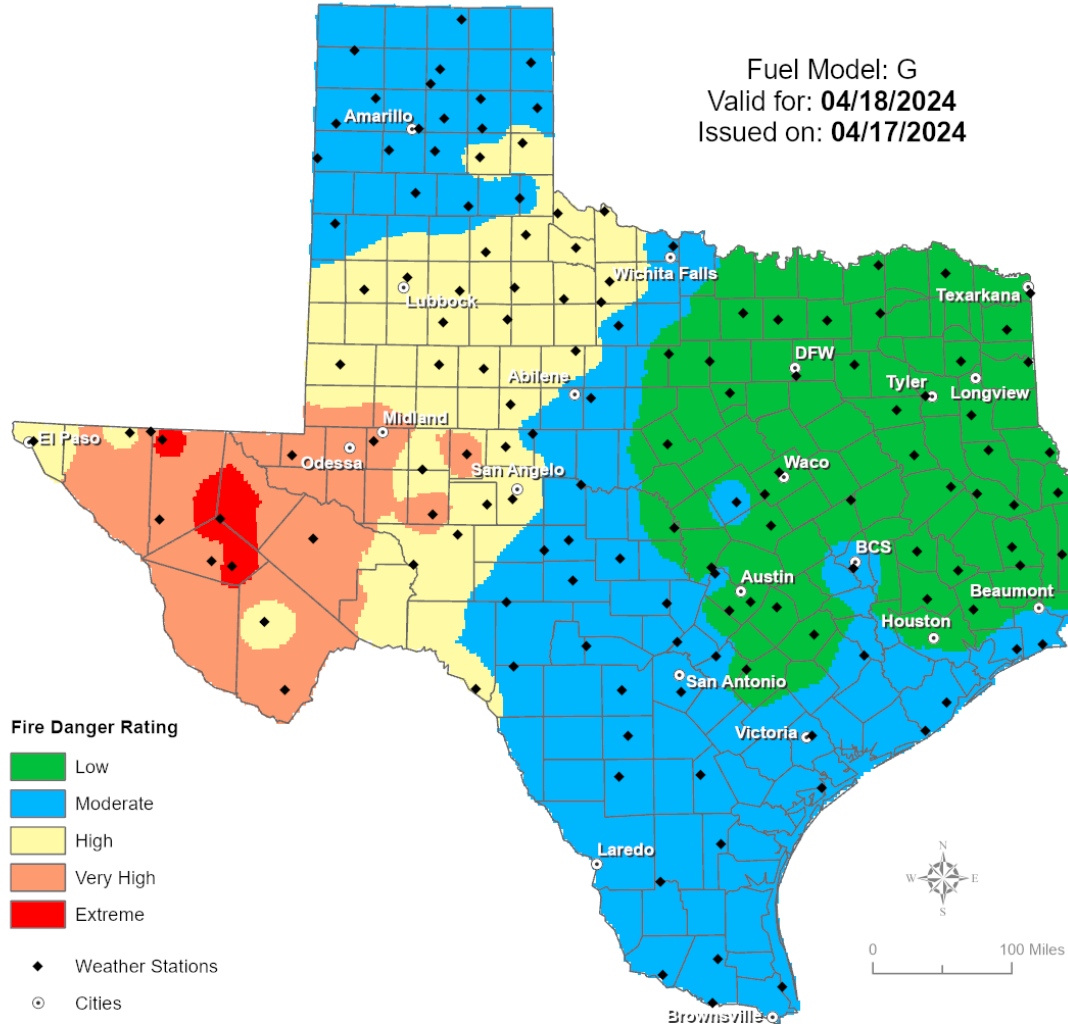 Fuel Model: G
Valid for: 04/18/2024
Issued on: 04/17/2024
Amarillo
Wichita Falls
Lubbock
Texarkana
DFW
Abilene
Tyler
Longview
Midland
El Paso
Odessa
San Angelo
Waco
BCS
Austin
Beaumont
Houston
San Antonio
Victoria
Laredo
Brownsville
Fire Danger Rating
Low
Moderate
High
Very High
Extreme
Weather Stations
Cities
N
W E
S
0 100 Miles